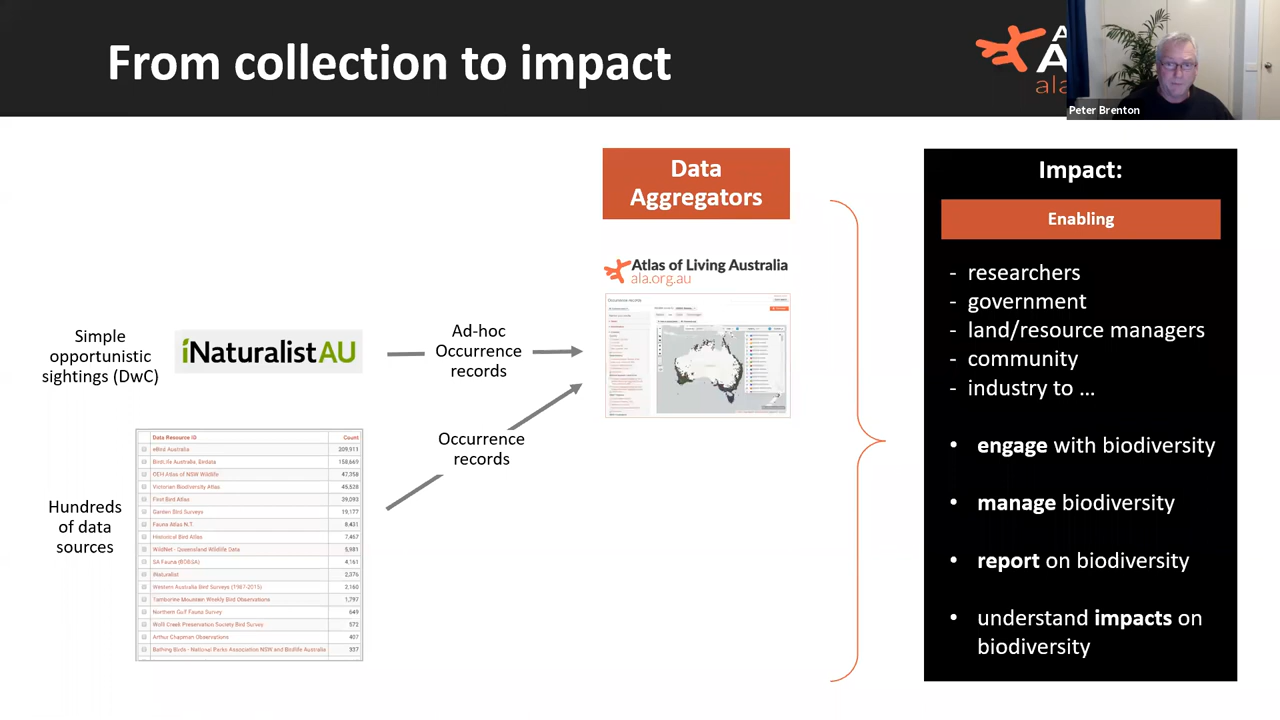 From collection to impact
ala
Peter Brenton
Data
Aggregators
Impact:
Enabling
- researchers
- government
- land/resource managers
- community
- industry to ...
• engage with biodiversity
• manage biodiversity
• report on biodiversity
• understand impacts on
biodiversity
Atlas of Living Australia
ala.org.au
Occurrence records
Simple
opportunistic
sightings (DwC)
iNaturalistAU
Ad-hoc
Occurrence
records
Occurrence
records
Hundreds
of data
sources
Data Resource ID Count
eBird Australia 309,911
BirdLife Australia, Birdata 158,669
OEH Atlas of NSW Wildlife 47,358
Victorian Biodiversity Atlas 45,528
First Bird Atlas 39,093
Garden Bird Surveys 19,177
Fauna Atlas N.T. 8,431
Historical Bird Atlas 7,467
WildNet - Queensland Wildlife Data 5,981
SA Fauna (BDBSA) 4,161
iNaturalist 2,376
Western Australia Bird Surveys (1987-2015) 2,160
Tamborine Mountain Weekly Bird Observations 1,797
Northern Gulf Fauna Survey 649
Wolli Creek Preservation Society Bird Survey 572
Arthur Chapman Observations 407
Bathing Birds - National Parks Association NSW and Birdlife Australia 337